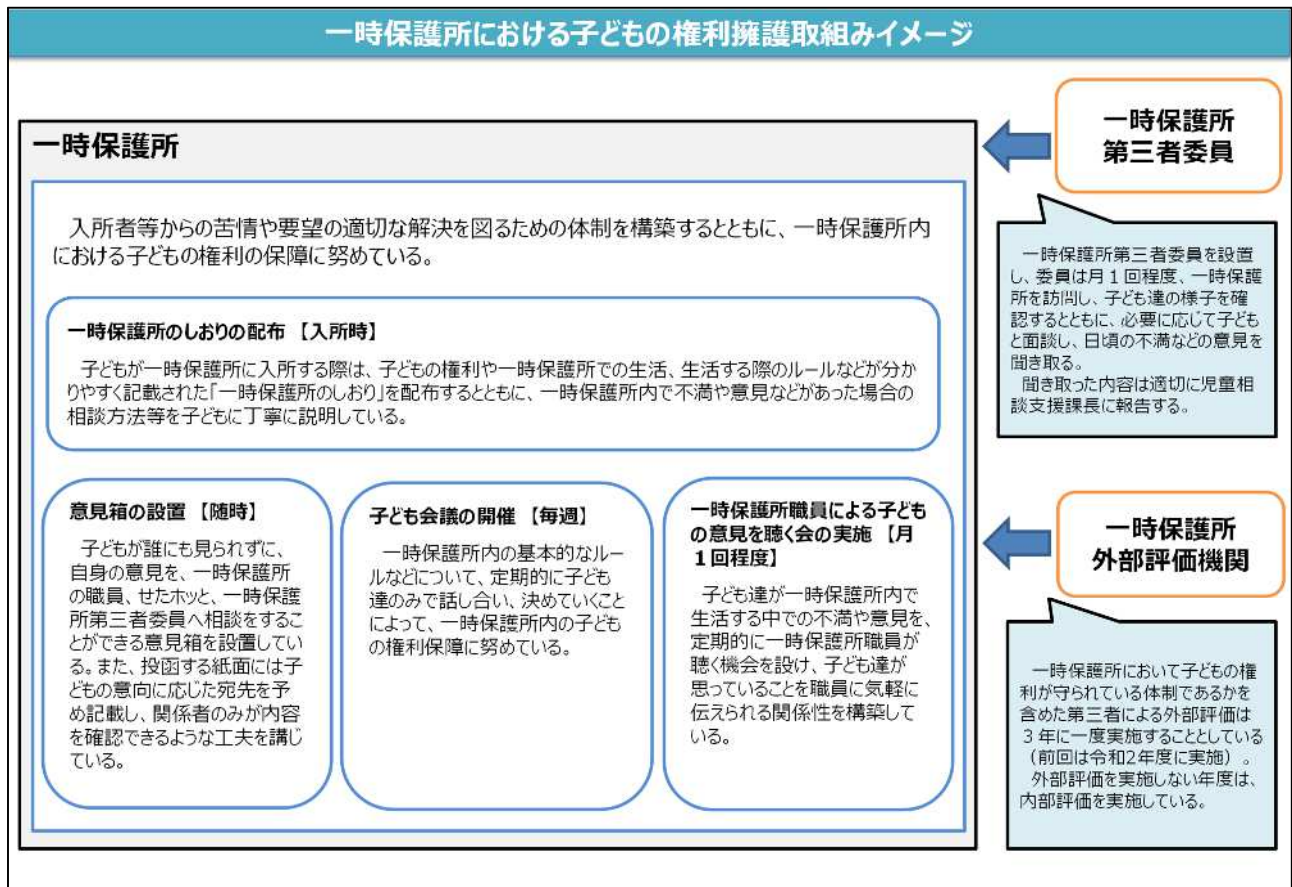 一時保護所における子どもの権利擁護取組みイメージ
一時保護所
入所者等からの苦情や要望の適切な解決を図るための体制を構築するとともに、一時保護所内
における子どもの権利の保障に努めている。
一時保護所のしおりの配布 【入所時】
子どもが一時保護所に入所する際は、子どもの権利や一時保護所での生活、生活する際のルールなどが分か
りやすく記載された「一時保護所のしおり」を配布するとともに、一時保護所内で不満や意見などがあった場合の
相談方法等を子どもに丁寧に説明している。
意見箱の設置 【随時】
子どもが誰にも見られずに、
自身の意見を、一時保護所
の職員、せたホッと、一時保護
所第三者委員へ相談をするこ
とができる意見箱を設置してい
る。また、投函する紙面には子
どもの意向に応じた宛先を予
め記載し、関係者のみが内容
を確認できるような工夫を講じ
ている。
子ども会議の開催 【毎週】
一時保護所内の基本的なルー
ルなどについて、定期的に子ども
達のみで話し合い、決めていくこと
によって、一時保護所内の子ども
の権利保障に努めている。
一時保護所職員による子ども
の意見を聴く会の実施 【月
１回程度】
子ども達が一時保護所内で
生活する中での不満や意見を、
定期的に一時保護所職員が
聴く機会を設け、子ども達が
思っていることを職員に気軽に
伝えられる関係性を構築して
いる。
一時保護所
第三者委員
一時保護所第三者委員を設置
し、委員は月１回程度、一時保護
所を訪問し、子ども達の様子を確
認するとともに、必要に応じて子ども
と面談し、日頃の不満などの意見を
聞き取る。
聞き取った内容は適切に児童相
談支援課長に報告する。
一時保護所
外部評価機関
一時保護所において子どもの権
利が守られている体制であるかを
含めた第三者による外部評価は
３年に一度実施することとしている
（前回は令和2年度に実施）。
外部評価を実施しない年度は、
内部評価を実施している。